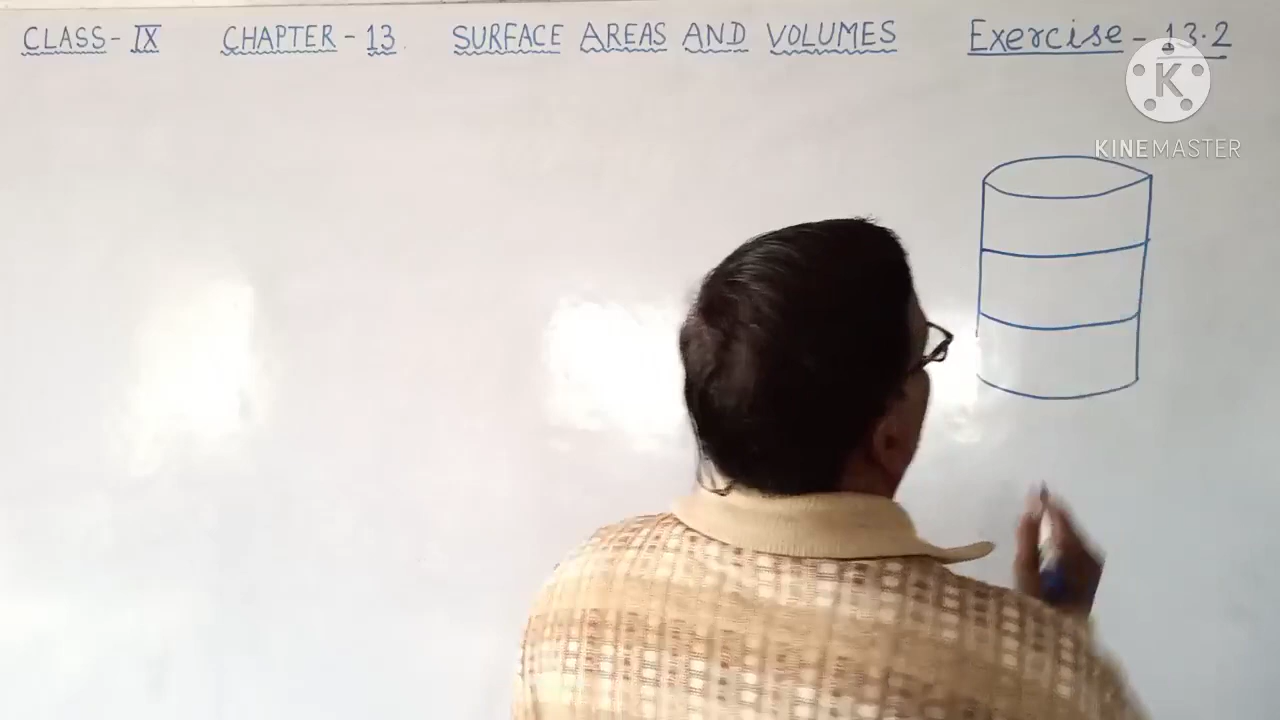 CLASS- IX CHAPTER - 13 SURFACE AREAS AND VOLUMES Exercise - 13.2
K
KINEMASTER